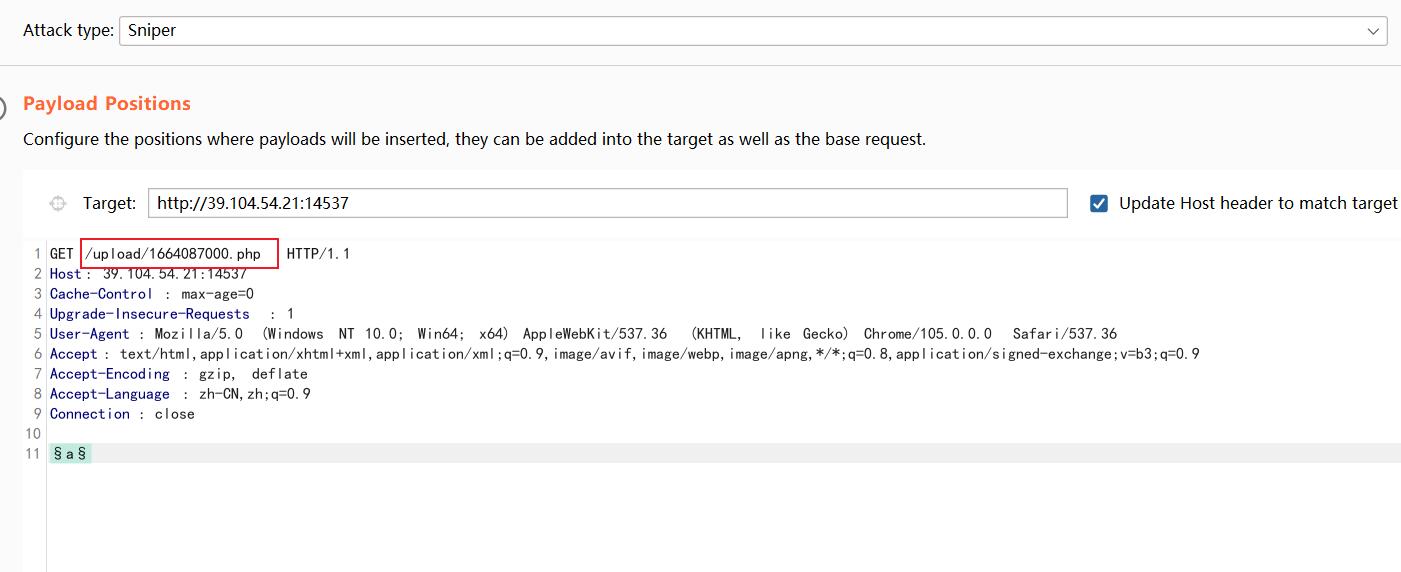 Attack type: Sniper
Payload Positions
Configure the positions where payloads will be inserted, they can be added into the target as well as the base request.
Target: http://39.104.54.21:14537 Update Host header to match target
1 GET /upload/1664087000.php HTTP/1.1
2 Host: 39.104.54.21:14537
3 Cache-Control : max-age=0
4 Upgrade-Insecure-Requests : 1
5 User-Agent : Mozilla/5.0 (Windows NT 10.0; Win64; x64) AppleWebKit/537.36 (KHTML, like Gecko) Chrome/105.0.0.0 Safari/537.36
6 Accept : text/html,application/xhtml+xml,application/xml;q=0.9,image/avif,image/webp,image/apng,*/*;q=0.8,application/signed-exchange;v=b3;q=0.9
7 Accept-Encoding : gzip, deflate
8 Accept-Language : zh-CN,zh;q=0.9
9 Connection : close
10
11 §a§